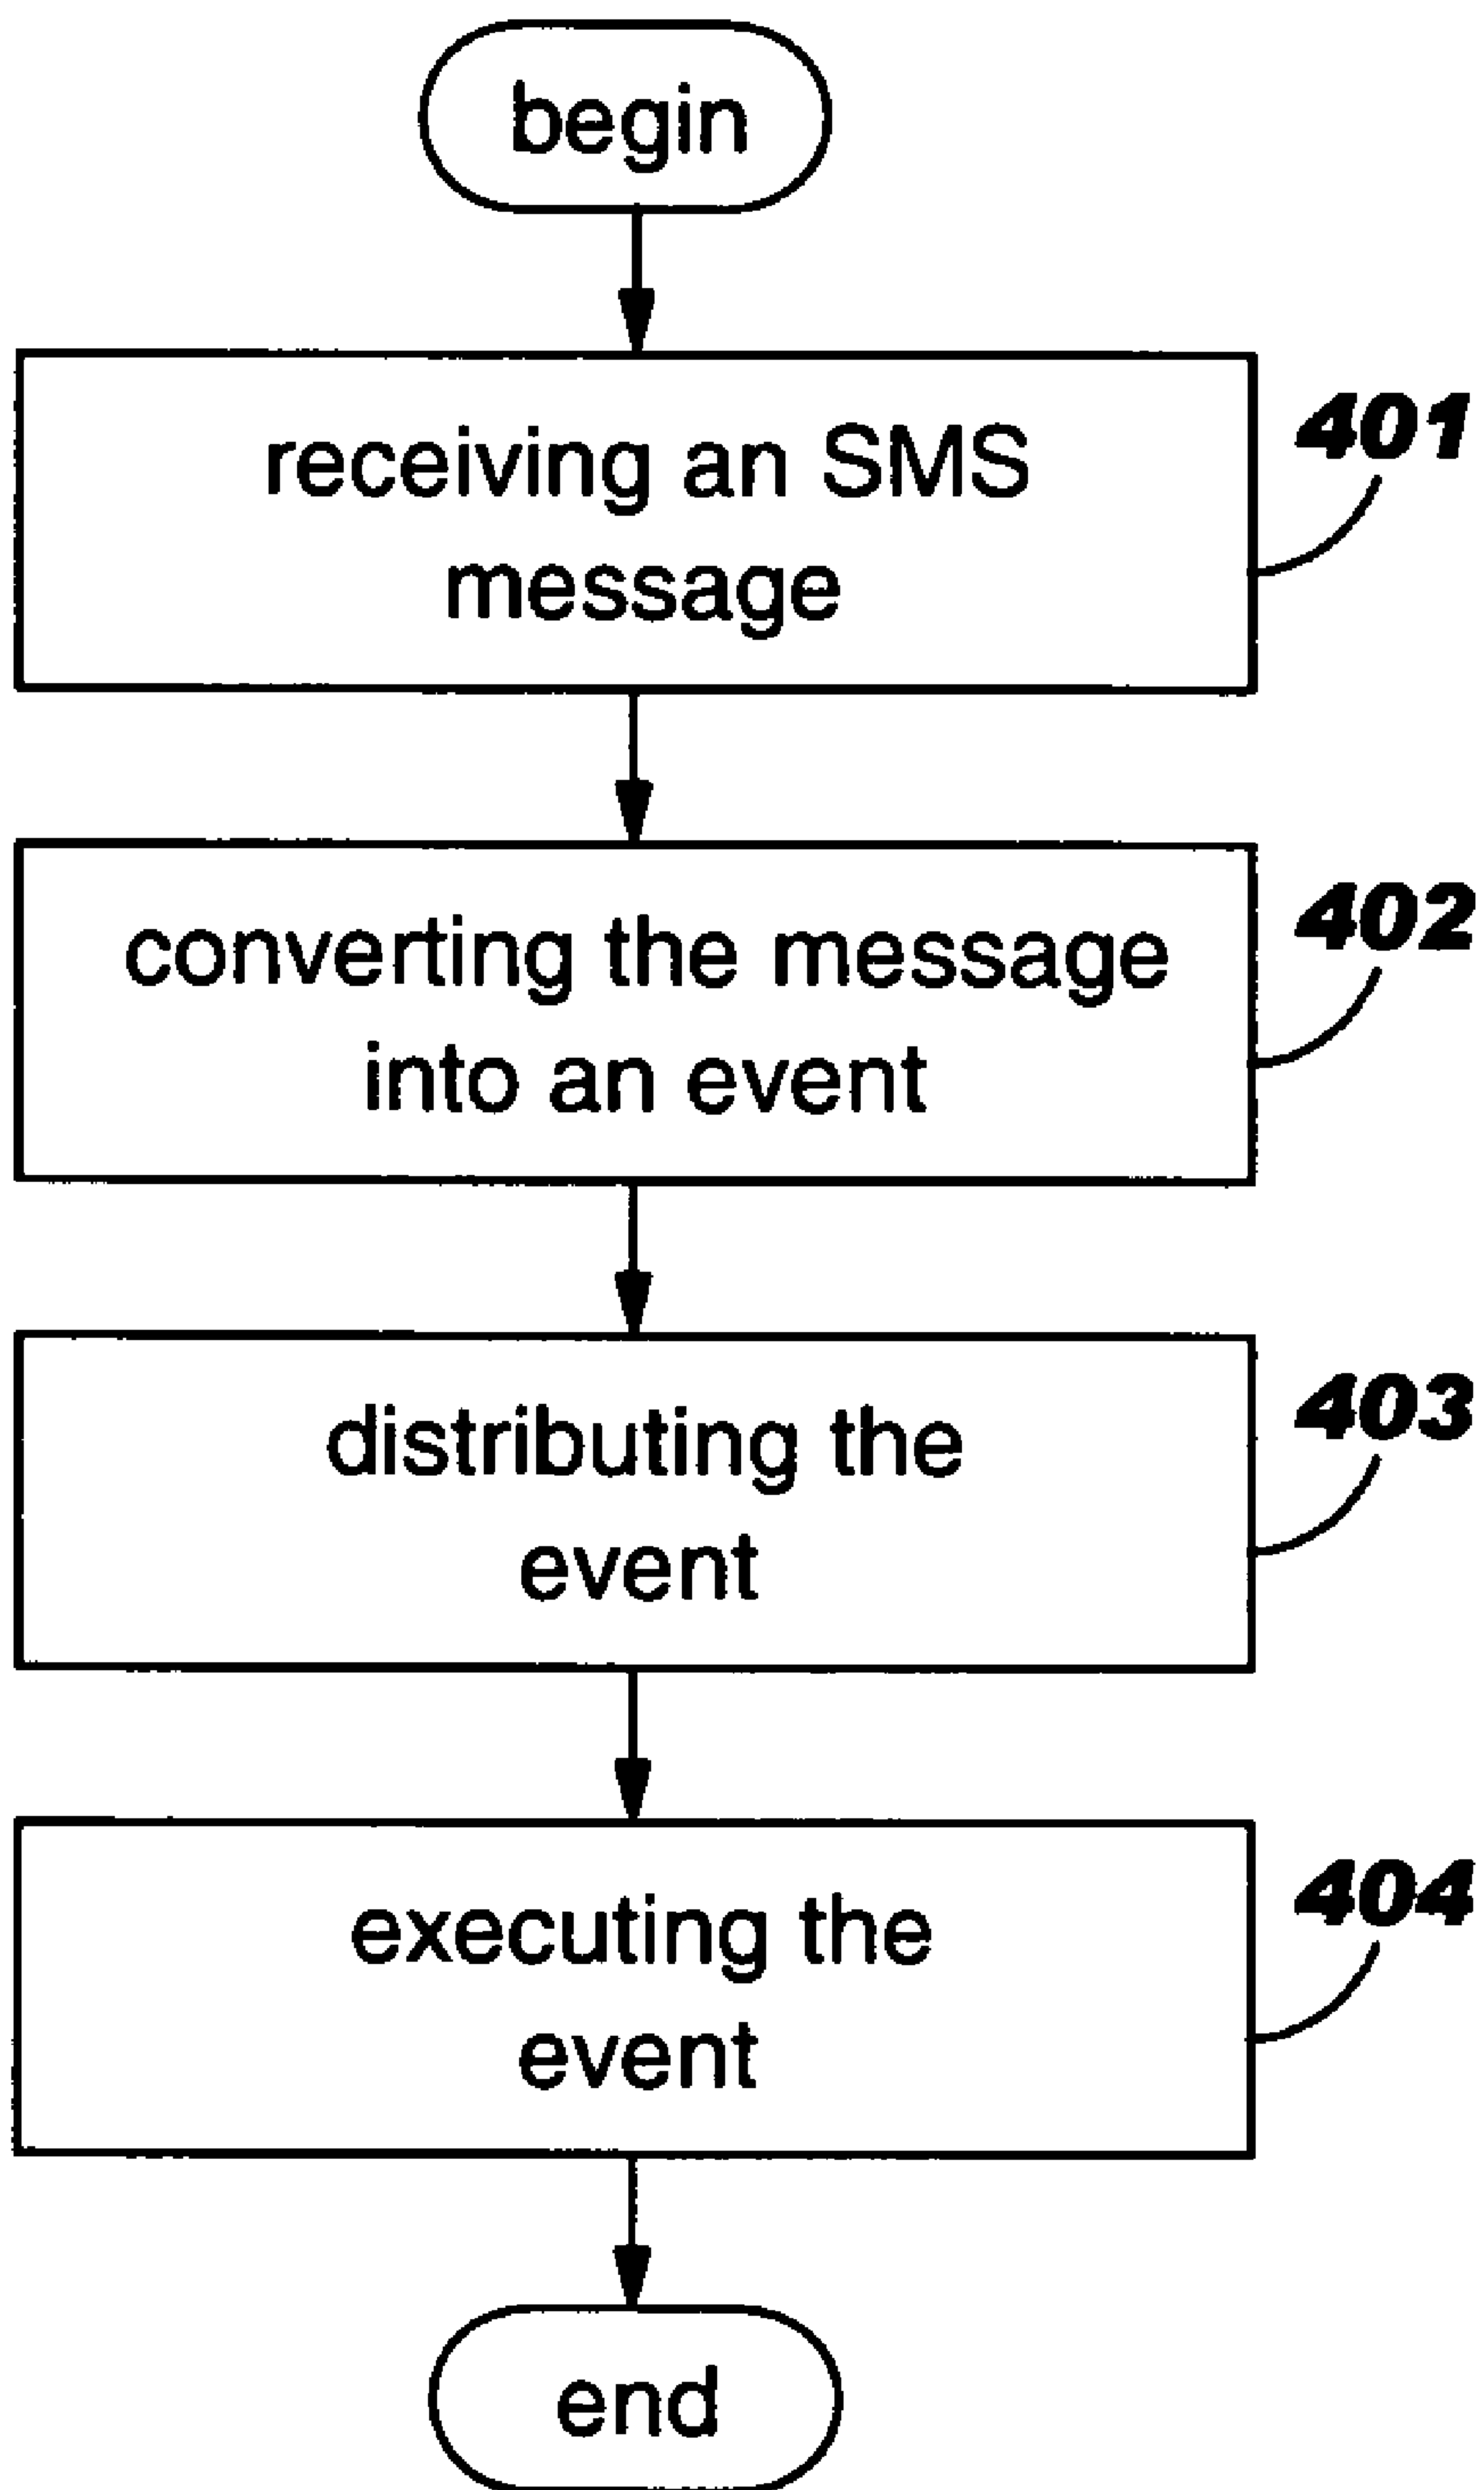 begin
receiving an SMS
message
401
converting the message
into an event
402
distributing the
event
403
executing the
event
404
end